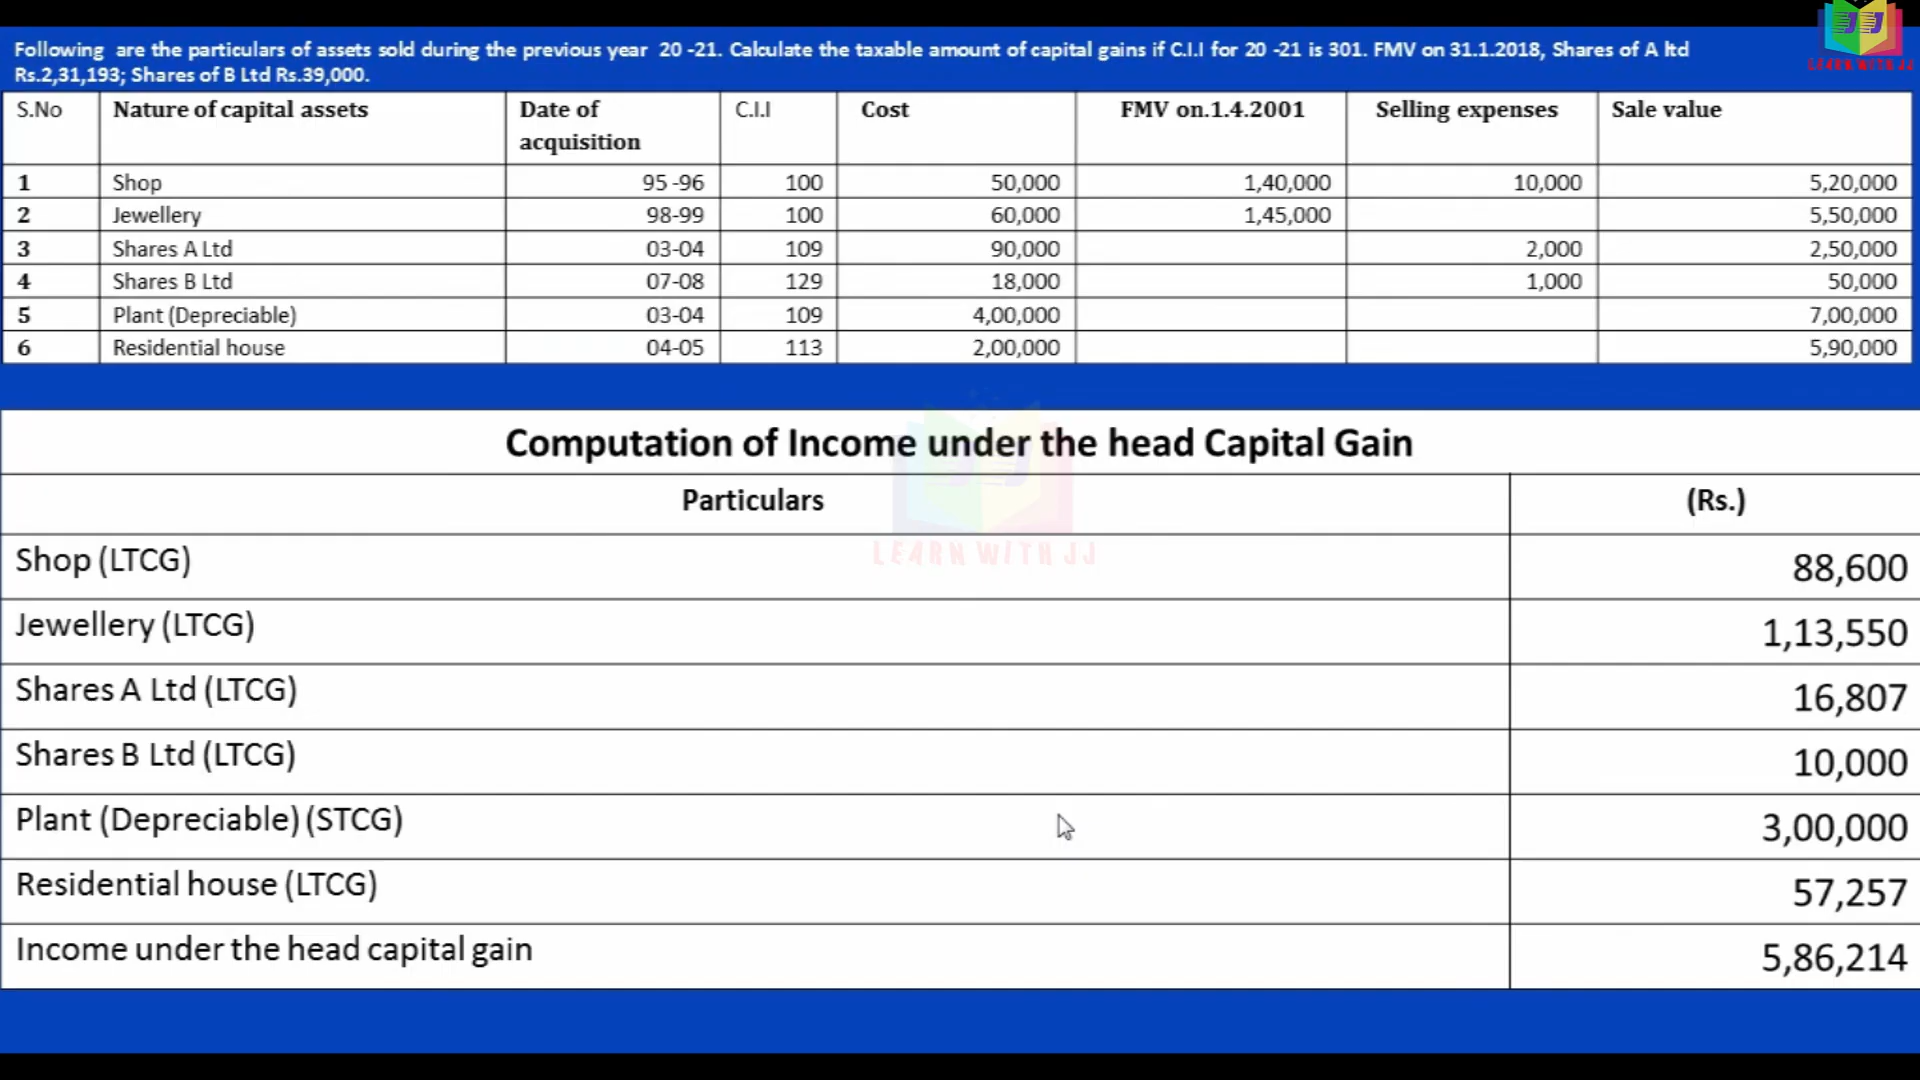 Following are the particulars of assets sold during the previous year 20 -21. Calculate the taxable amount of capital gains if C.I.I for 20 -21 is 301. FMV on 31.1.2018, Shares of A ltd
Rs.2,31,193; Shares of B Ltd Rs.39,000.
LEARN WITH JJ
S.No Nature of capital assets Date of acquisition C.I.I Cost FMV on.1.4.2001 Selling expenses Sale value
1 Shop 95 -96 100 50,000 1,40,000 10,000 5,20,000
2 Jewellery 98-99 100 60,000 1,45,000 5,50,000
3 Shares A Ltd 03-04 109 90,000 2,000 2,50,000
4 Shares B Ltd 07-08 129 18,000 1,000 50,000
5 Plant (Depreciable) 03-04 109 4,00,000 7,00,000
6 Residential house 04-05 113 2,00,000 5,90,000
Computation of Income under the head Capital Gain
Particulars (Rs.)
LEARN WITH JJ
Shop (LTCG) 88,600
Jewellery (LTCG) 1,13,550
Shares A Ltd (LTCG) 16,807
Shares B Ltd (LTCG) 10,000
Plant (Depreciable) (STCG) 3,00,000
Residential house (LTCG) 57,257
Income under the head capital gain 5,86,214